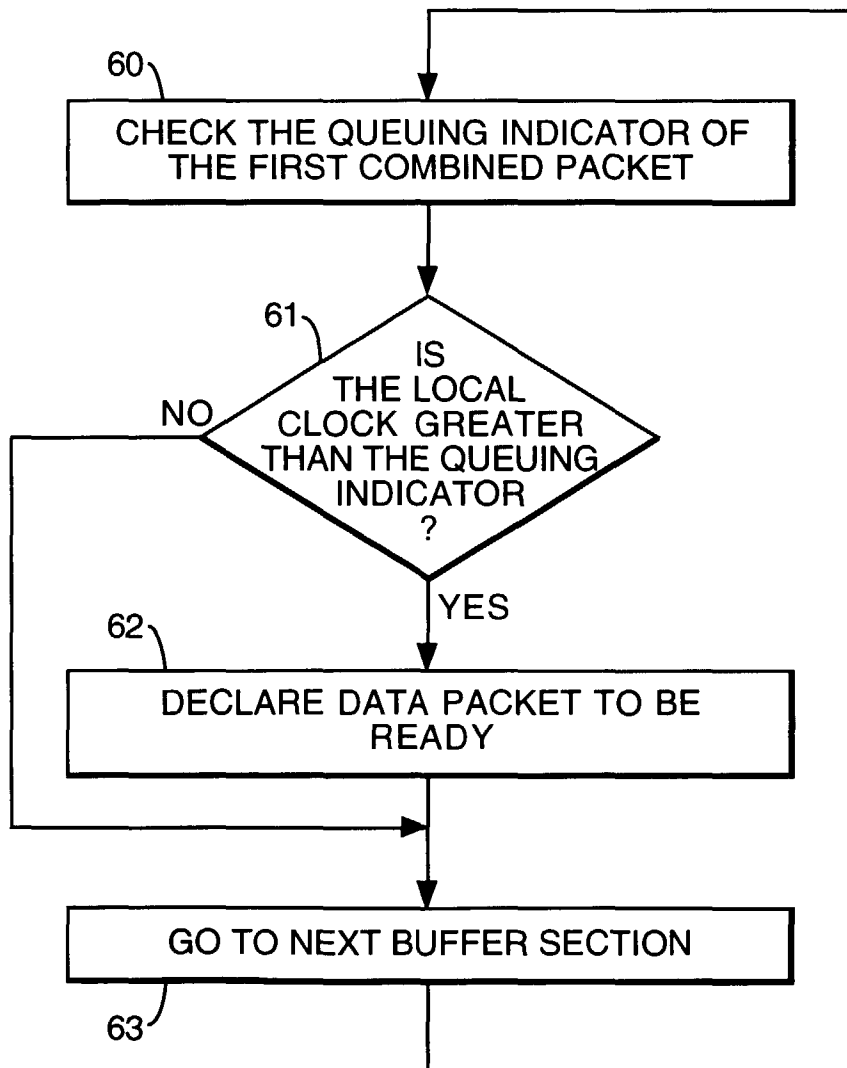 60
CHECK THE QUEUING INDICATOR OF
THE FIRST COMBINED PACKET
61
IS
THE LOCAL
CLOCK GREATER
THAN THE QUEUING
INDICATOR
?
NO
YES
62
DECLARE DATA PACKET TO BE
READY
GO TO NEXT BUFFER SECTION
63